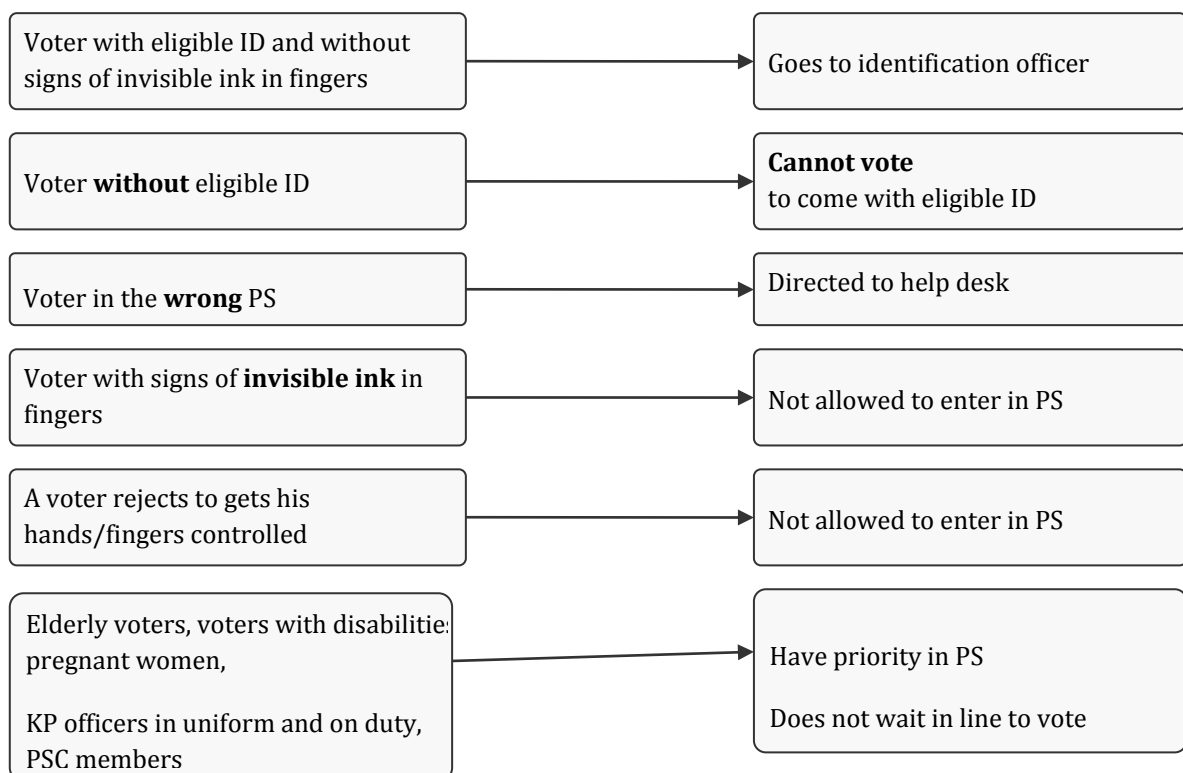 Voter with eligible ID and without
signs of invisible ink in fingers
Goes to identification officer
Voter without eligible ID
Cannot vote
to come with eligible ID
Voter in the wrong PS
Directed to help desk
Voter with signs of invisible ink in
fingers
Not allowed to enter in PS
A voter rejects to gets his
hands/fingers controlled
Not allowed to enter in PS
Elderly voters, voters with disabilities
pregnant women,
KP officers in uniform and on duty,
PSC members
Have priority in PS
Does not wait in line to vote